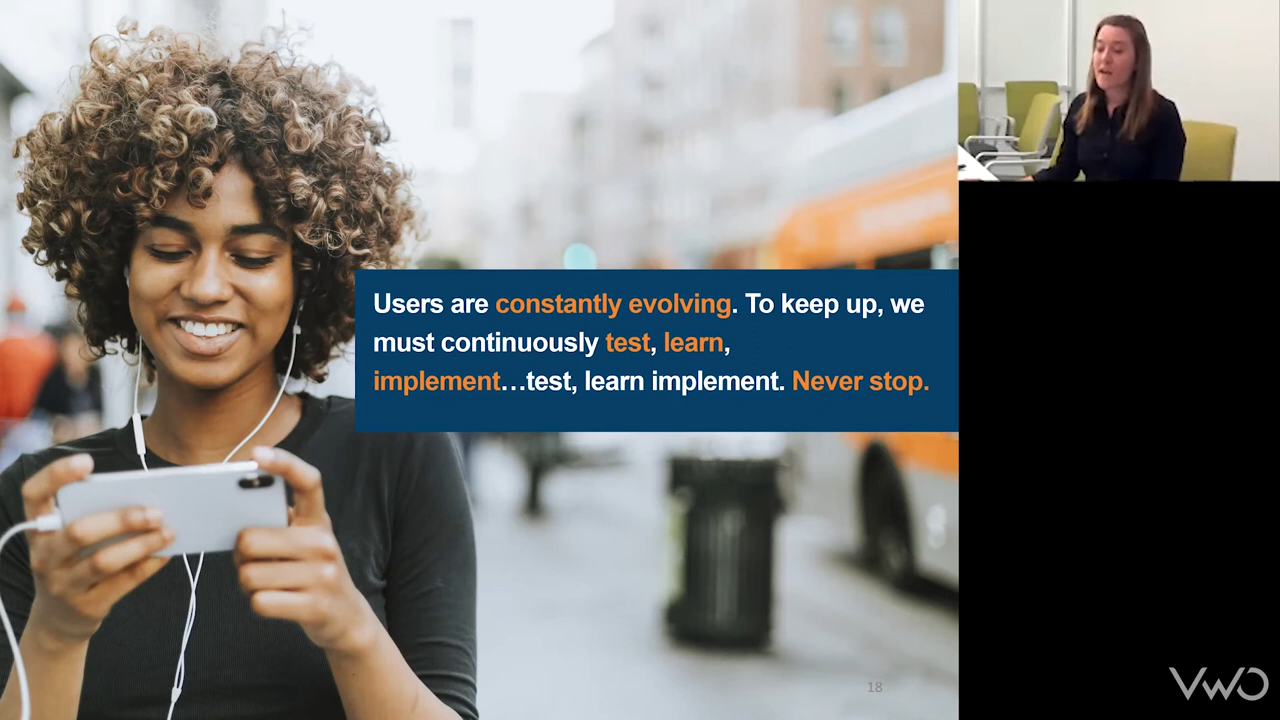 Users are constantly evolving. To keep up, we
must continuously test, learn,
implement…test, learn implement. Never stop.
18
VWO